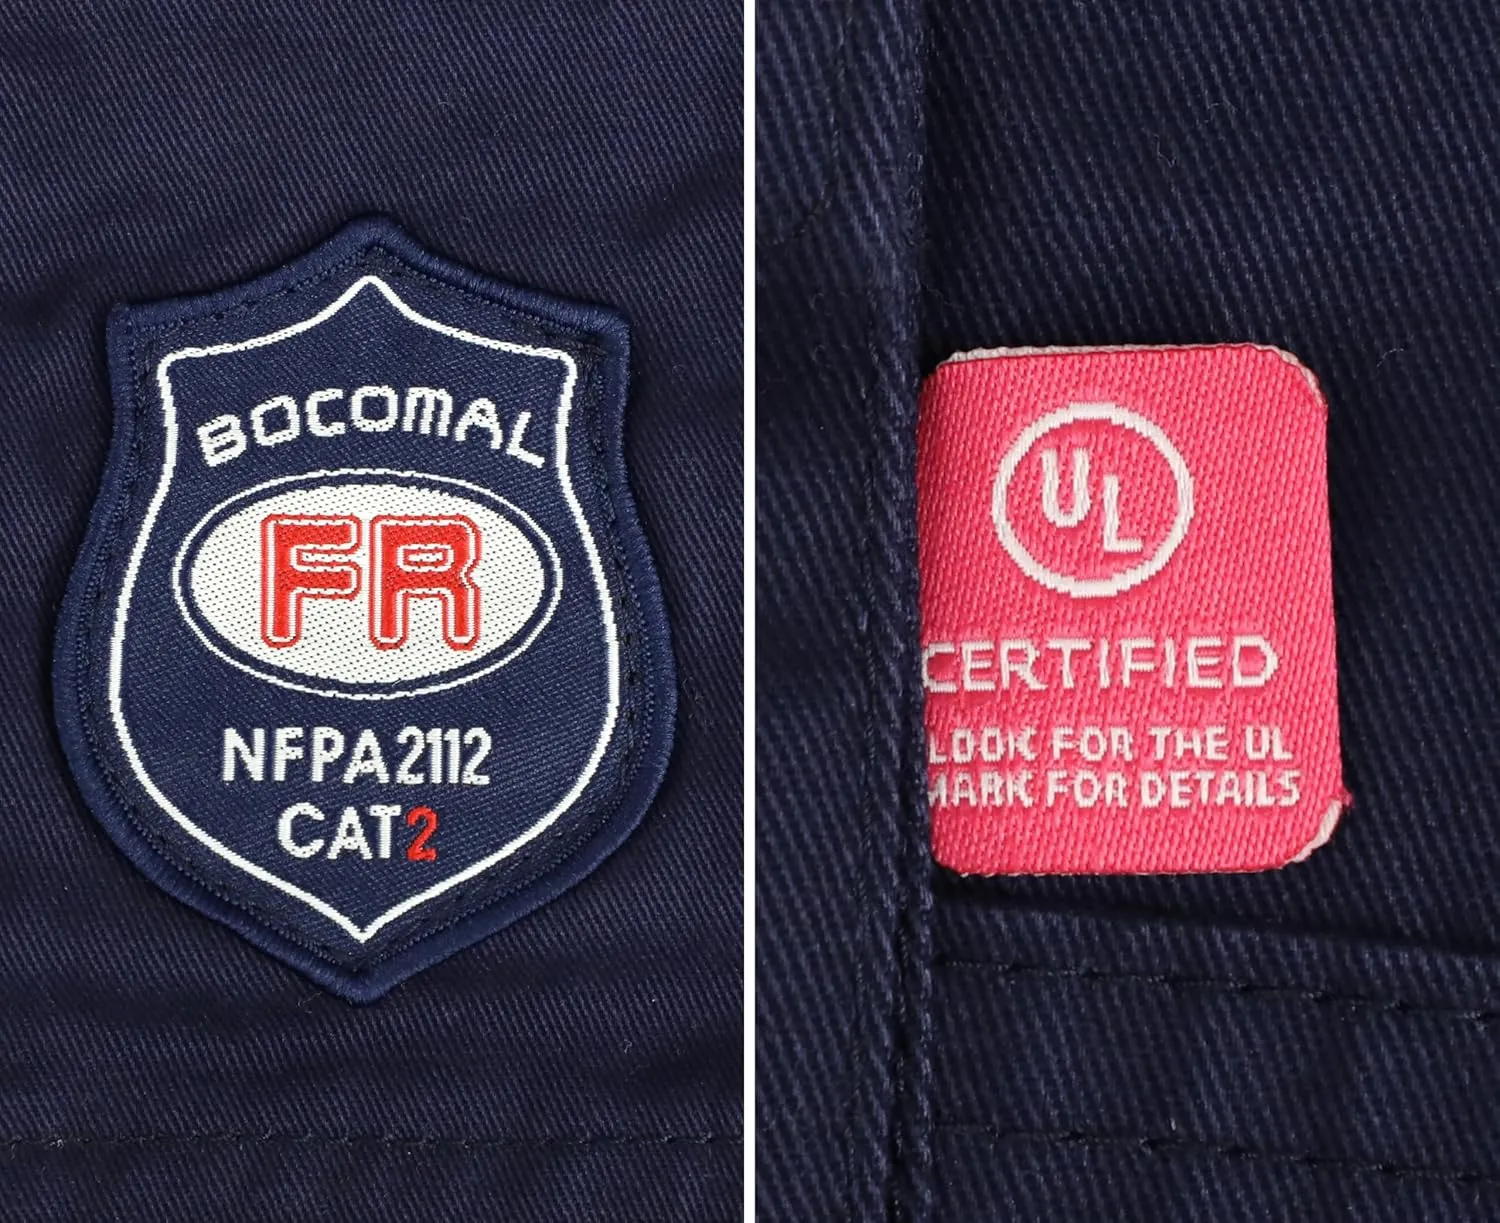 BOCOMAL
FR
NFPA2112
CAT2
UL
CERTIFIED
LOOK FOR THE UL
MARK FOR DETAILS